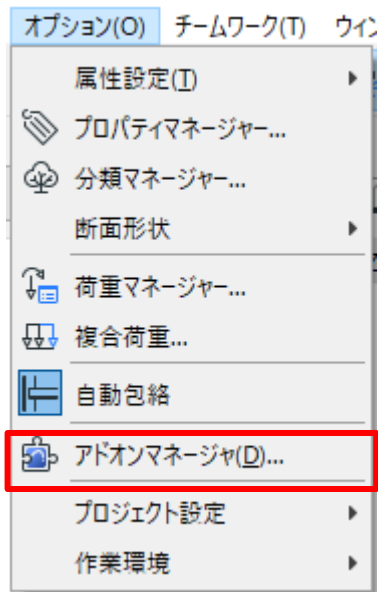 オプション(O) チームワーク(T) ウィン
属性設定(T)
プロパティマネージャー...
分類マネージャー...
断面形状
荷重マネージャー...
複合荷重...
自動包絡
アドオンマネージャ(D)...
プロジェクト設定
作業環境